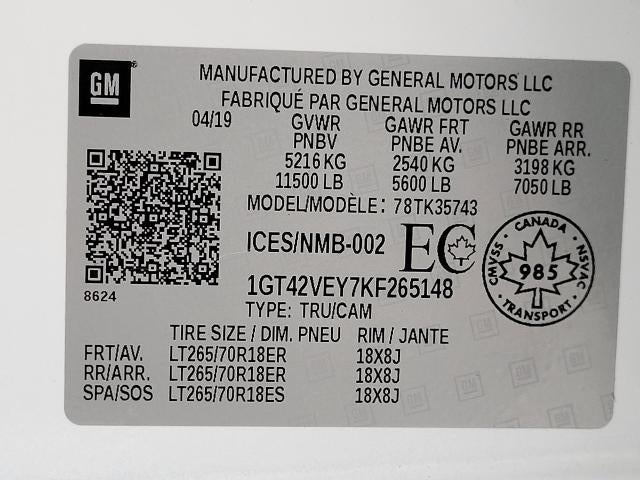 GM
MANUFACTURED BY GENERAL MOTORS LLC
FABRIQUÉ PAR GENERAL MOTORS LLC
04/19 GVWR GAWR FRT GAWR RR
PNBV PNBE AV. PNBE ARR.
5216 KG 2540 KG 3198 KG
11500 LB 5600 LB 7050 LB
MODEL/MODÈLE: 78TK35743
ICES/NMB-002 EC
CANADA
CMVSS 985 NSVAC
TRANSPORT
8624
1GT42VEY7KF265148
TYPE: TRU/CAM
TIRE SIZE / DIM. PNEU RIM / JANTE
FRT/AV. LT265/70R18ER 18X8J
RR/ARR. LT265/70R18ER 18X8J
SPA/SOS LT265/70R18ES 18X8J